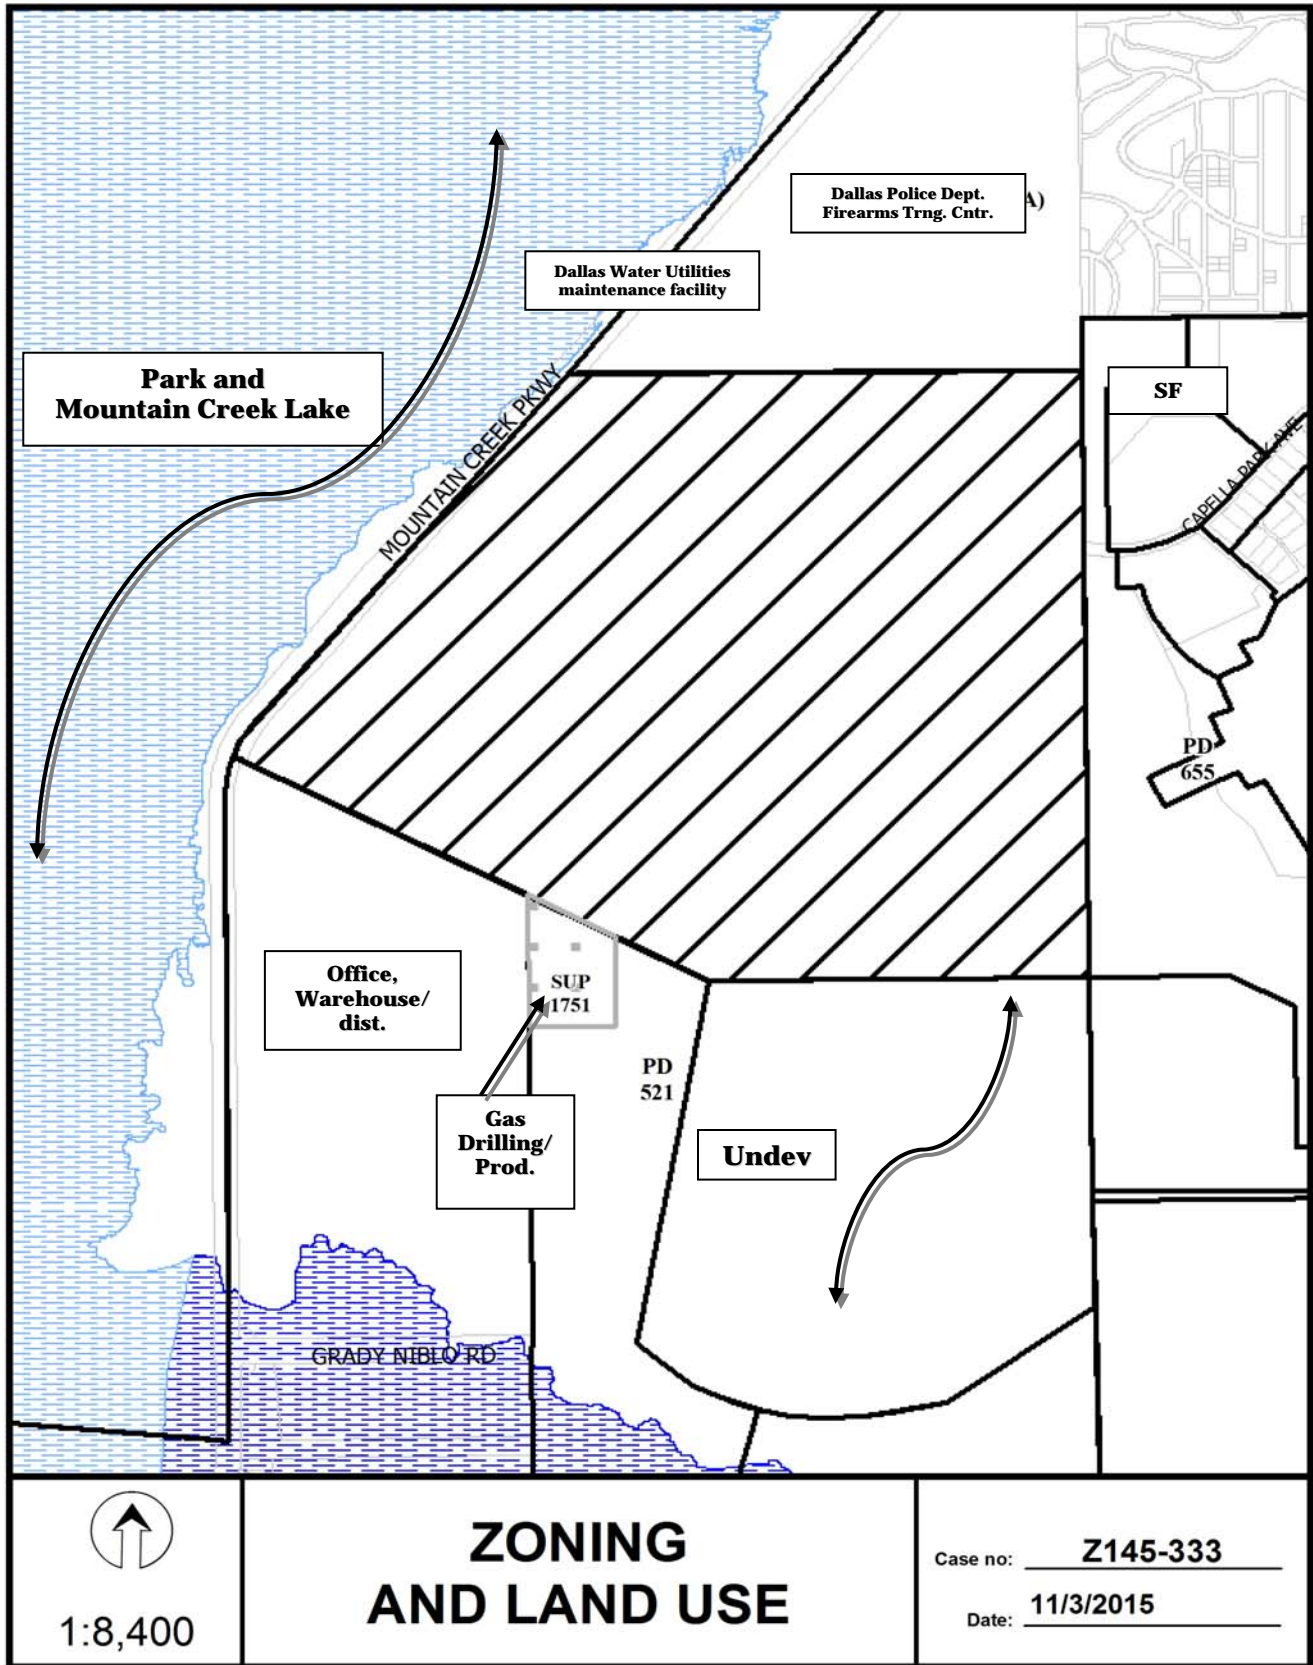 Dallas Police Dept.
Firearms Trng. Cntr.
A)
Dallas Water Utilities
maintenance facility
Park and
Mountain Creek Lake
MOUNTAIN CREEK PKWY
SF
CAPELLA PARK AVE
PD
655
Office,
Warehouse/
dist.
SUP
1751
PD
521
Gas
Drilling/
Prod.
Undev
GRADY NIBLO RD
1:8,400
ZONING
AND LAND USE
Case no: Z145-333
Date: 11/3/2015